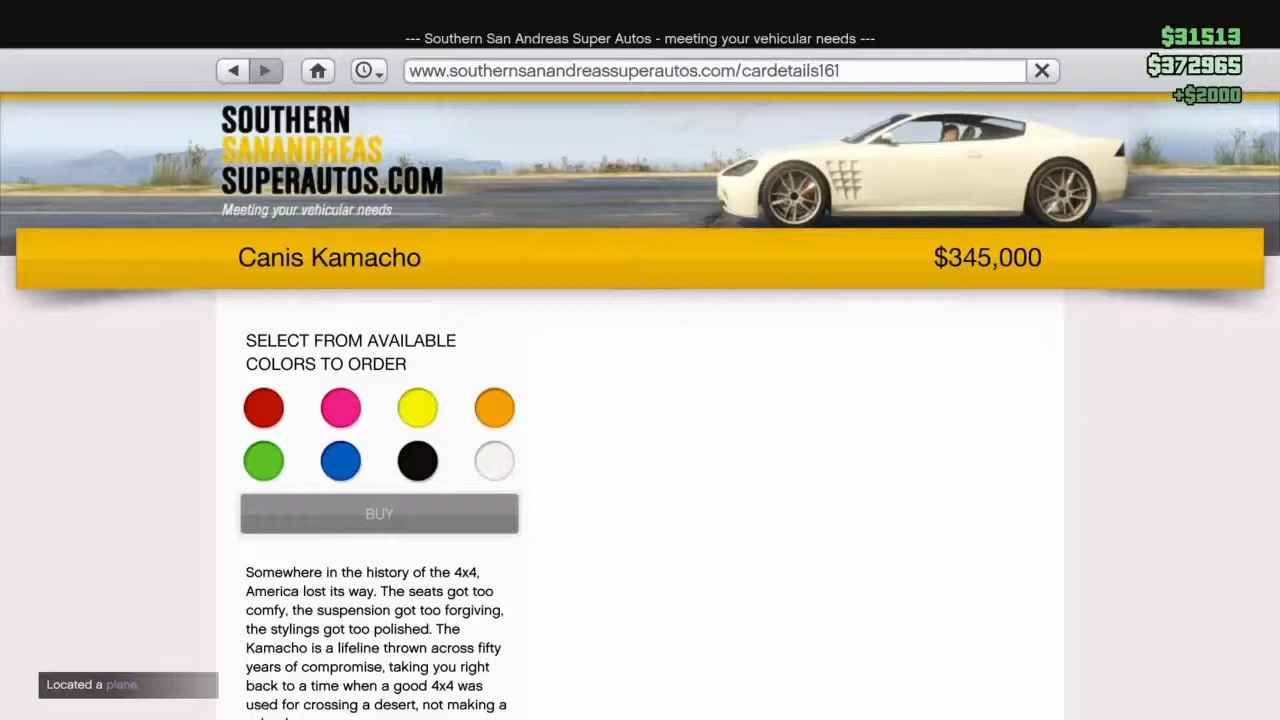 --- Southern San Andreas Super Autos - meeting your vehicular needs ---
$31513
$372965
+$2000
www.southernsanandreassuperautos.com/cardetails161
SOUTHERN
SANANDREAS
SUPERAUTOS.COM
Meeting your vehicular needs
Canis Kamacho
$345,000
SELECT FROM AVAILABLE
COLORS TO ORDER
BUY
Somewhere in the history of the 4x4,
America lost its way. The seats got too
comfy, the suspension got too forgiving,
the stylings got too polished. The
Kamacho is a lifeline thrown across fifty
years of compromise, taking you right
back to a time when a good 4x4 was
used for crossing a desert, not making a
Located a plane.